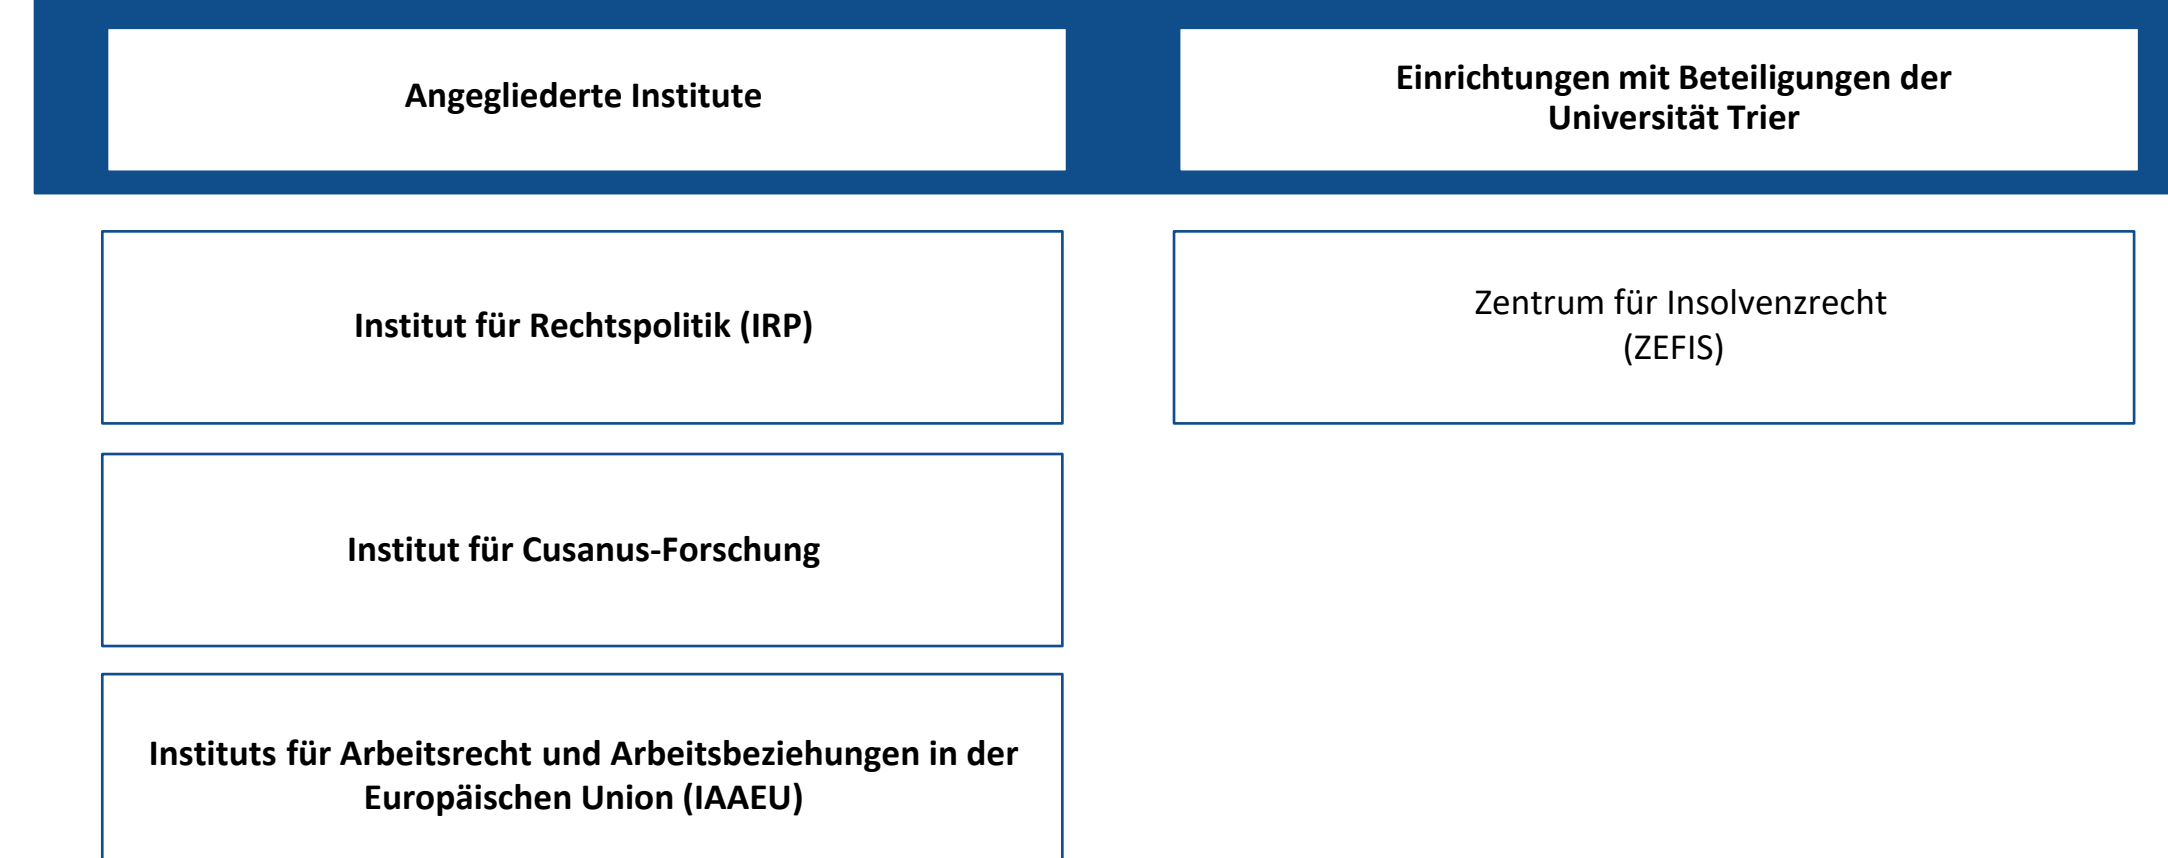 Angegliederte Institute
Einrichtungen mit Beteiligungen der
Universität Trier
Institut für Rechtspolitik (IRP)
Zentrum für Insolvenzrecht
(ZEFIS)
Institut für Cusanus-Forschung
Instituts für Arbeitsrecht und Arbeitsbeziehungen in der
Europäischen Union (IAAEU)